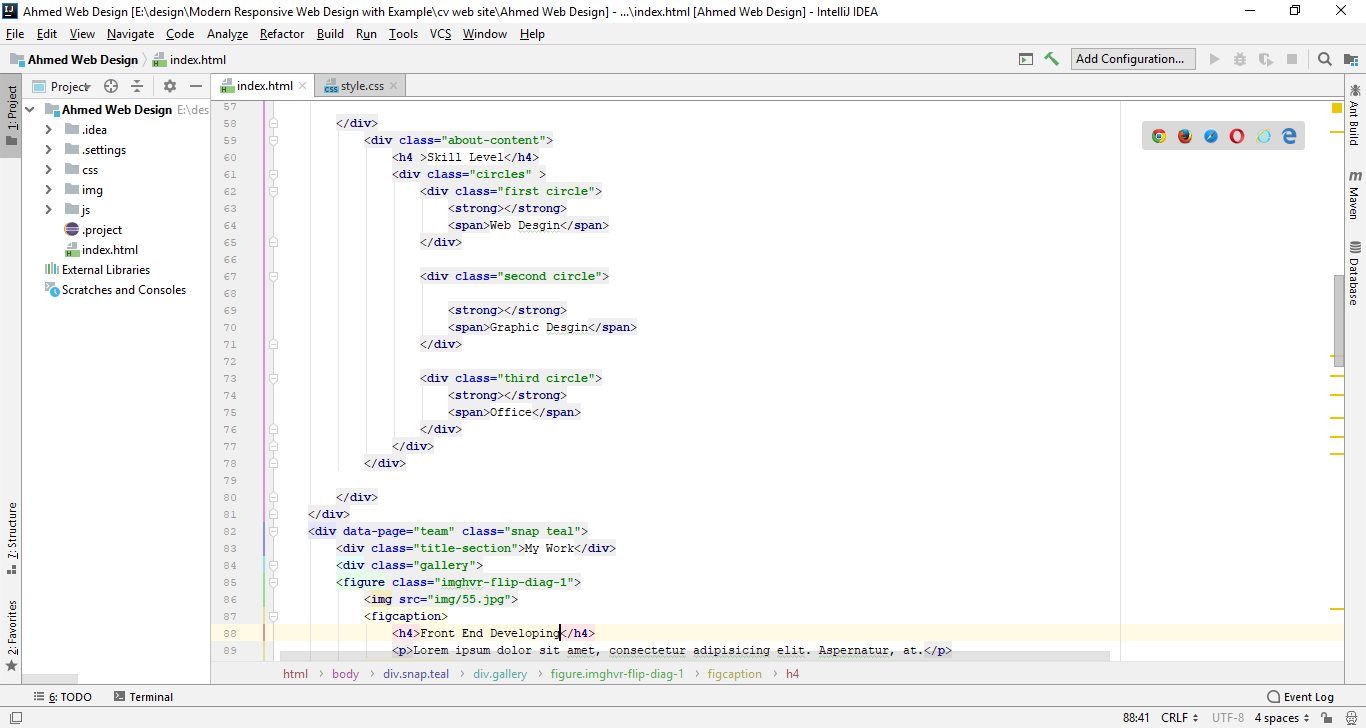 Ahmed Web Design [E:\design\Modern Responsive Web Design with Example\cv web site\Ahmed Web Design] - ...\index.html [Ahmed Web Design] - IntelliJ IDEA
File Edit View Navigate Code Analyze Refactor Build Run Tools VCS Window Help
Ahmed Web Design index.html
Add Configuration...
1: Project
7: Structure
2: Favorites
Project
Ahmed Web Design E:\des
.idea
.settings
css
img
js
.project
index.html
External Libraries
Scratches and Consoles
index.html style.css
57
58 </div>
59 <div class="about-content">
60 <h4 >Skill Level</h4>
61 <div class="circles" >
62 <div class="first circle">
63 <strong></strong>
64 <span>Web Desgin</span>
65 </div>
66
67 <div class="second circle">
68
69 <strong></strong>
70 <span>Graphic Desgin</span>
71 </div>
72
73 <div class="third circle">
74 <strong></strong>
75 <span>Office</span>
76 </div>
77 </div>
78 </div>
79
80 </div>
81 </div>
82 <div data-page="team" class="snap teal">
83 <div class="title-section">My Work</div>
84 <div class="gallery">
85 <figure class="imghvr-flip-diag-1">
86 <img src="img/55.jpg">
87 <figcaption>
88 <h4>Front End Developing</h4>
89 <p>Lorem ipsum dolor sit amet, consectetur adipisicing elit. Aspernatur, at.</p>
html body div.snap.teal div.gallery figure.imghvr-flip-diag-1 figcaption h4
Ant Build
m Maven
Database
6: TODO Terminal Event Log
88:41 CRLF UTF-8 4 spaces